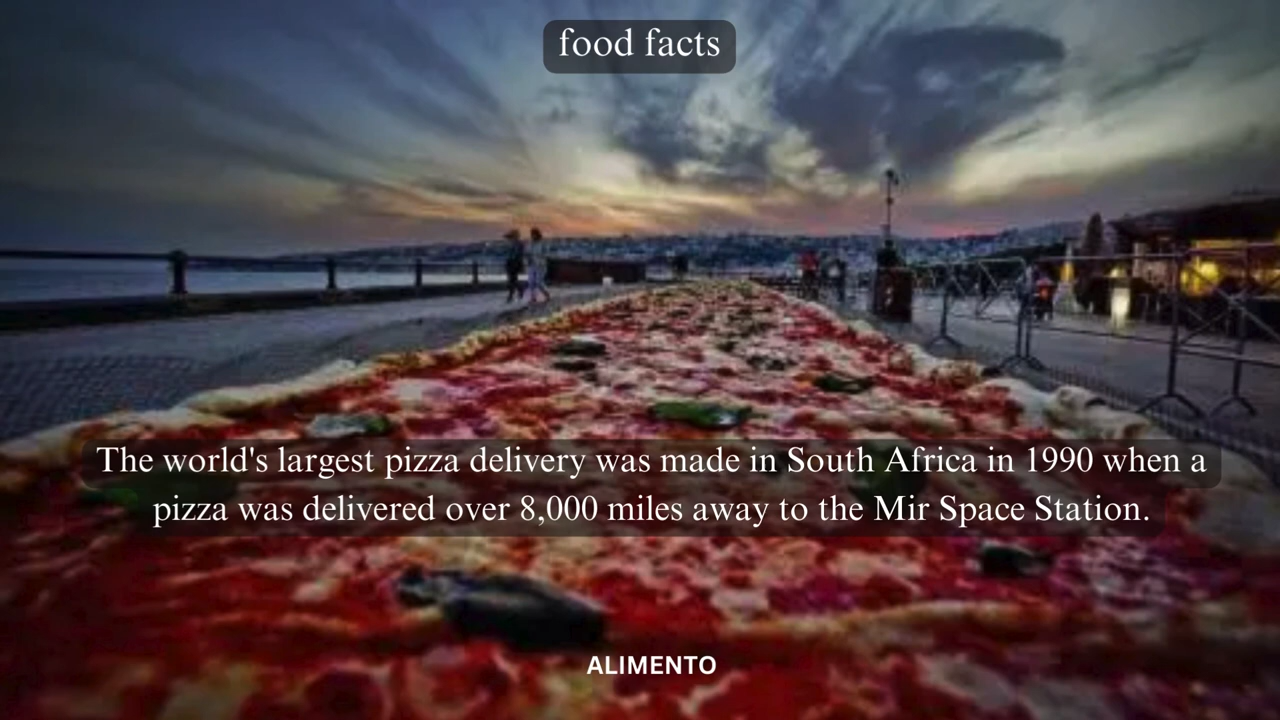 food facts
The world's largest pizza delivery was made in South Africa in 1990 when a
pizza was delivered over 8,000 miles away to the Mir Space Station.
ALIMENTO